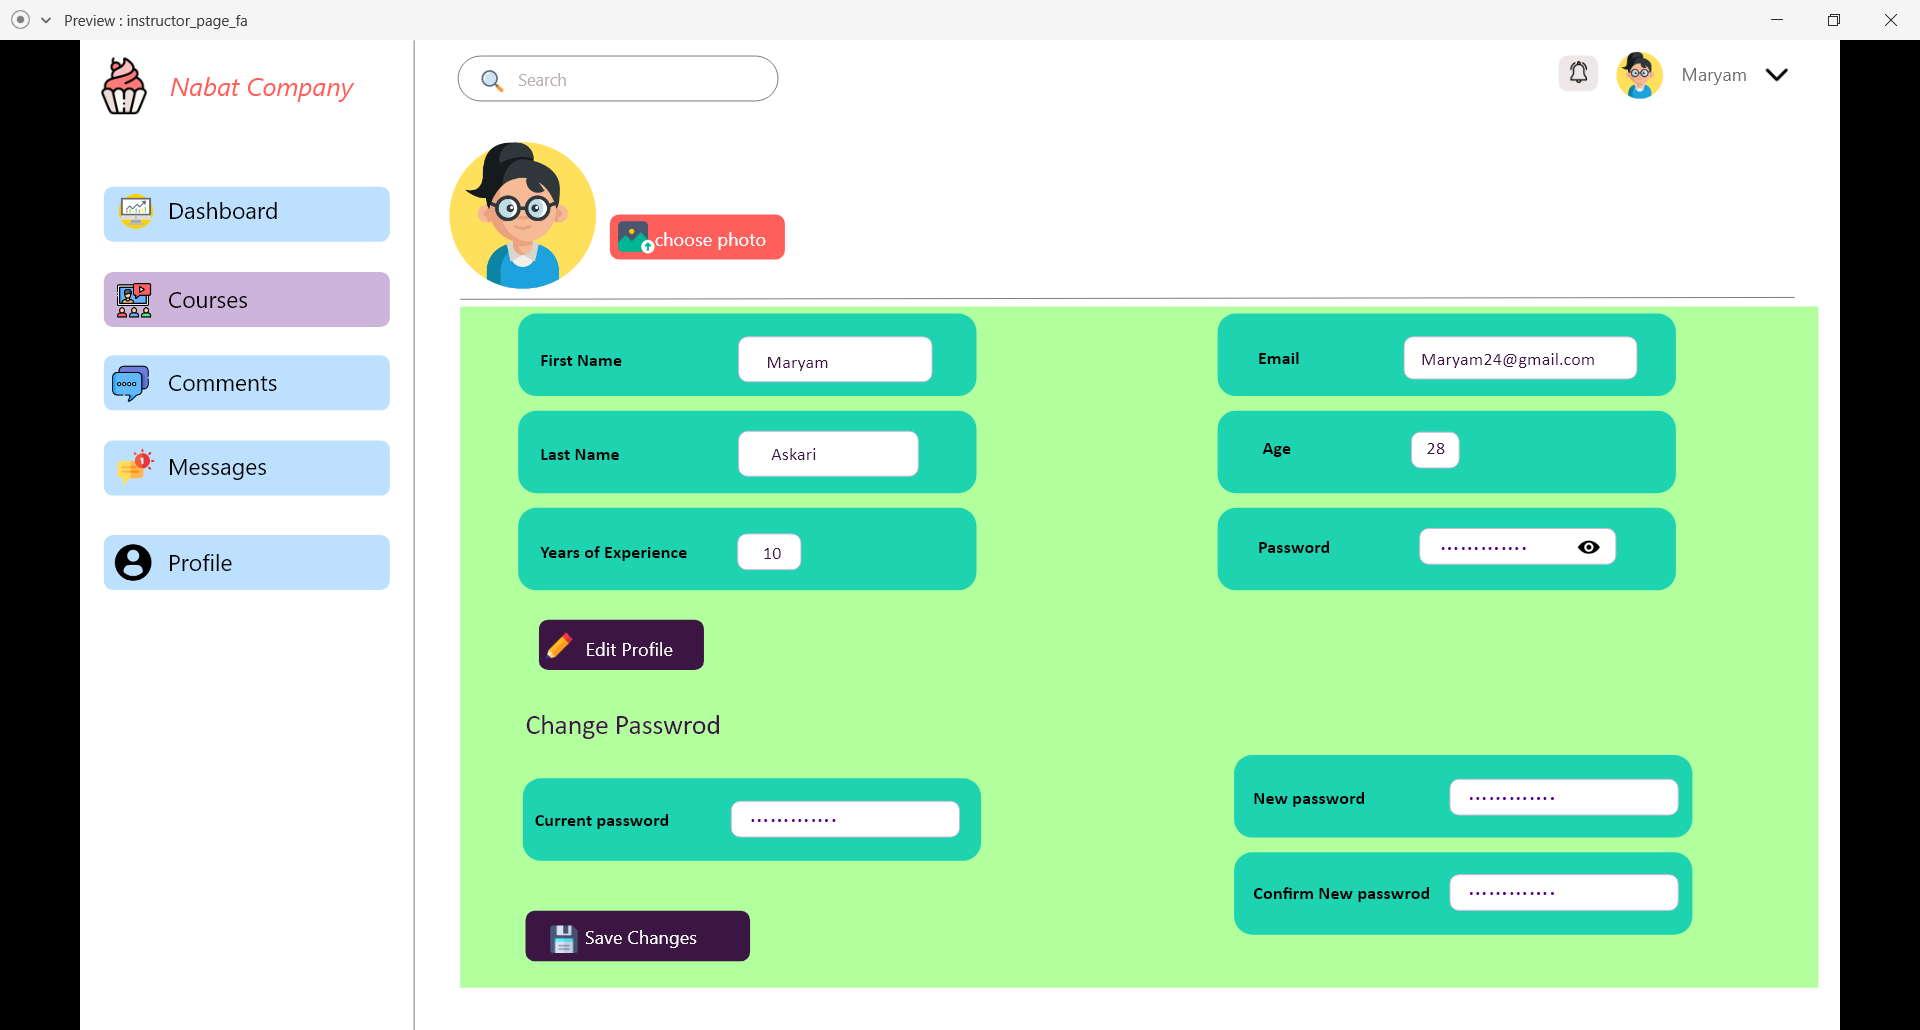 Preview : instructor_page_fa
Nabat Company
Search
Maryam
Dashboard
Courses
Comments
Messages
Profile
choose photo
First Name
Maryam
Email
Maryam24@gmail.com
Last Name
Askari
Age
28
Years of Experience
10
Password
.............
Edit Profile
Change Passwrod
Current password
.............
New password
.............
Confirm New passwrod
.............
Save Changes